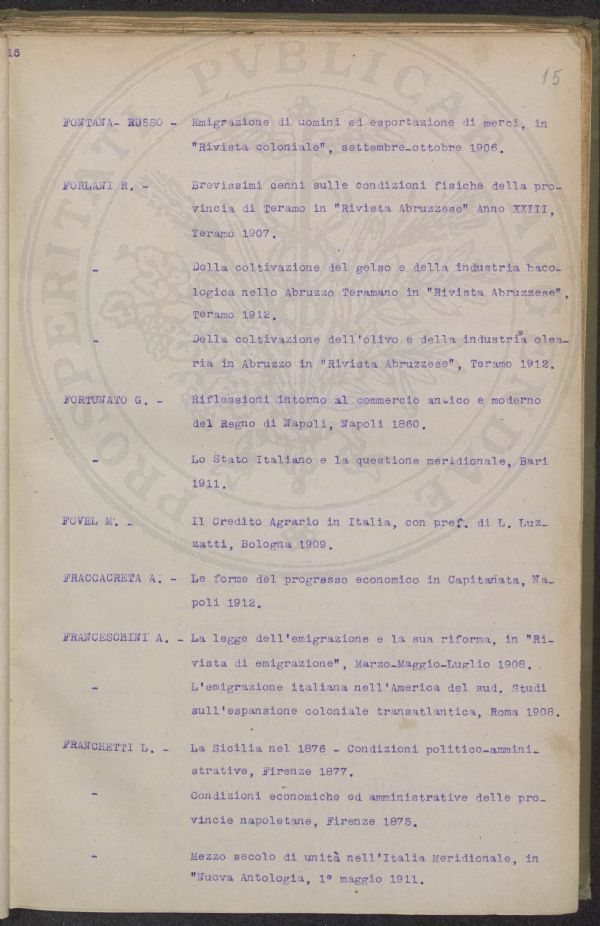 15
15
FONTANA- RUSSO - Emigrazione di uomini ed esportazione di merci, in
"Rivista coloniale", settembre-ottobre 1906.
FORLANI R. - Brevissimi cenni sulle condizioni fisiche della pro-
vincia di Teramo in "Rivista Abruzzese" Anno XXIII,
Teramo 1907.
- Della coltivazione del gelso e della industria baco-
logica nello Abruzzo Teramano in "Rivista Abruzzese",
Teramo 1912.
- Della coltivazione dell'olivo e della industria olea-
ria in Abruzzo in "Rivista Abruzzese", Teramo 1912.
FORTUNATO G. - Riflessioni intorno al commercio antico e moderno
del Regno di Napoli, Napoli 1860.
- Lo Stato Italiano e la questione meridionale, Bari
1911.
FOVEL M. - Il Credito Agrario in Italia, con pref. di L. Luz-
zatti, Bologna 1909.
FRACCACRETA A. - Le forme del progresso economico in Capitanata, Na-
poli 1912.
FRANCESCHINI A. - La legge dell'emigrazione e la sua riforma, in "Ri-
vista di emigrazione", Marzo-Maggio-Luglio 1908.
- L'emigrazione italiana nell'America del sud. Studi
sull'espansione coloniale transatlantica, Roma 1908.
FRANCHETTI L. - La Sicilia nel 1876 - Condizioni politico-ammini-
strative, Firenze 1877.
- Condizioni economiche ed amministrative delle pro-
vincie napoletane, Firenze 1875.
- Mezzo secolo di unità nell'Italia Meridionale, in
"Nuova Antologia, 1° maggio 1911.